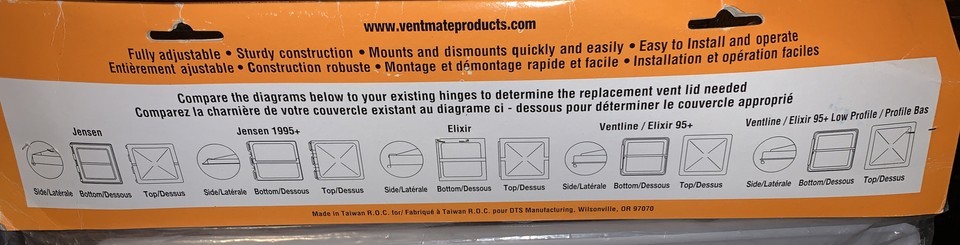 www.ventmateproducts.com
Fully adjustable • Sturdy construction • Mounts and dismounts quickly and easily • Easy to Install and operate
Entièrement ajustable • Construction robuste • Montage et démontage rapide et facile • Installation et opération faciles
Compare the diagrams below to your existing hinges to determine the replacement vent lid needed
Comparez la charnière de votre couvercle existant au diagrame ci - dessous pour déterminer le couvercle approprié
Jensen Jensen 1995+ Elixir Ventline / Elixir 95+ Ventline / Elixir 95+ Low Profile / Profile Bas
Side/Latérale Bottom/Dessous Top/Dessus Side/Latérale Bottom/Dessous Top/Dessus Side/Latérale Bottom/Dessous Top/Dessus Side/Latérale Bottom/Dessous Top/Dessus Side/Latérale Bottom/Dessous Top/Dessus
Made in Taiwan R.O.C. for/ Fabriqué à Taiwan R.O.C. pour DTS Manufacturing, Wilsonville, OR 97070